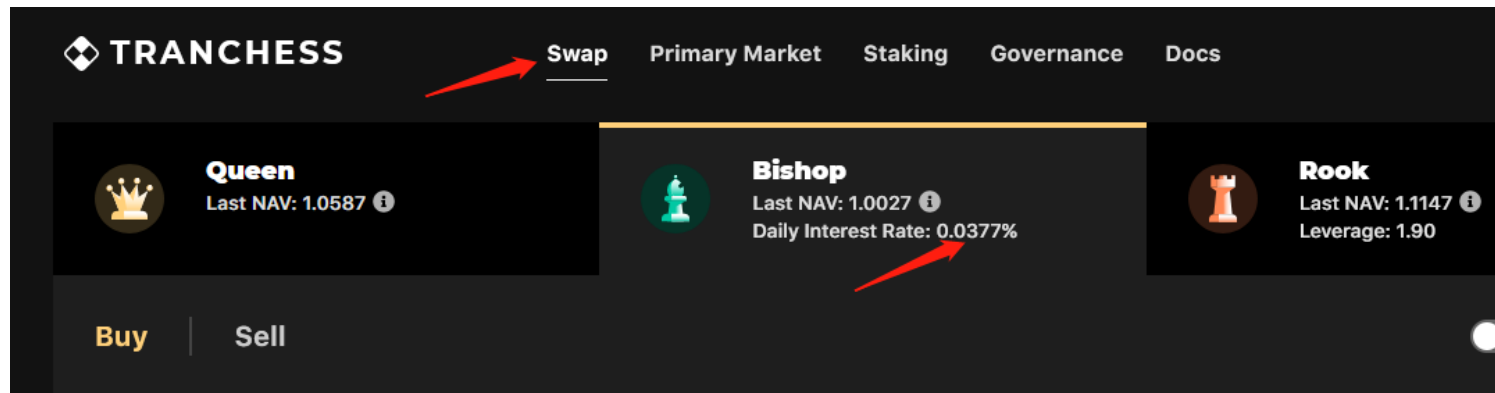 TRANCHESS
Swap Primary Market Staking Governance Docs
Queen
Last NAV: 1.0587
Bishop
Last NAV: 1.0027
Daily Interest Rate: 0.0377%
Rook
Last NAV: 1.1147
Leverage: 1.90
Buy Sell